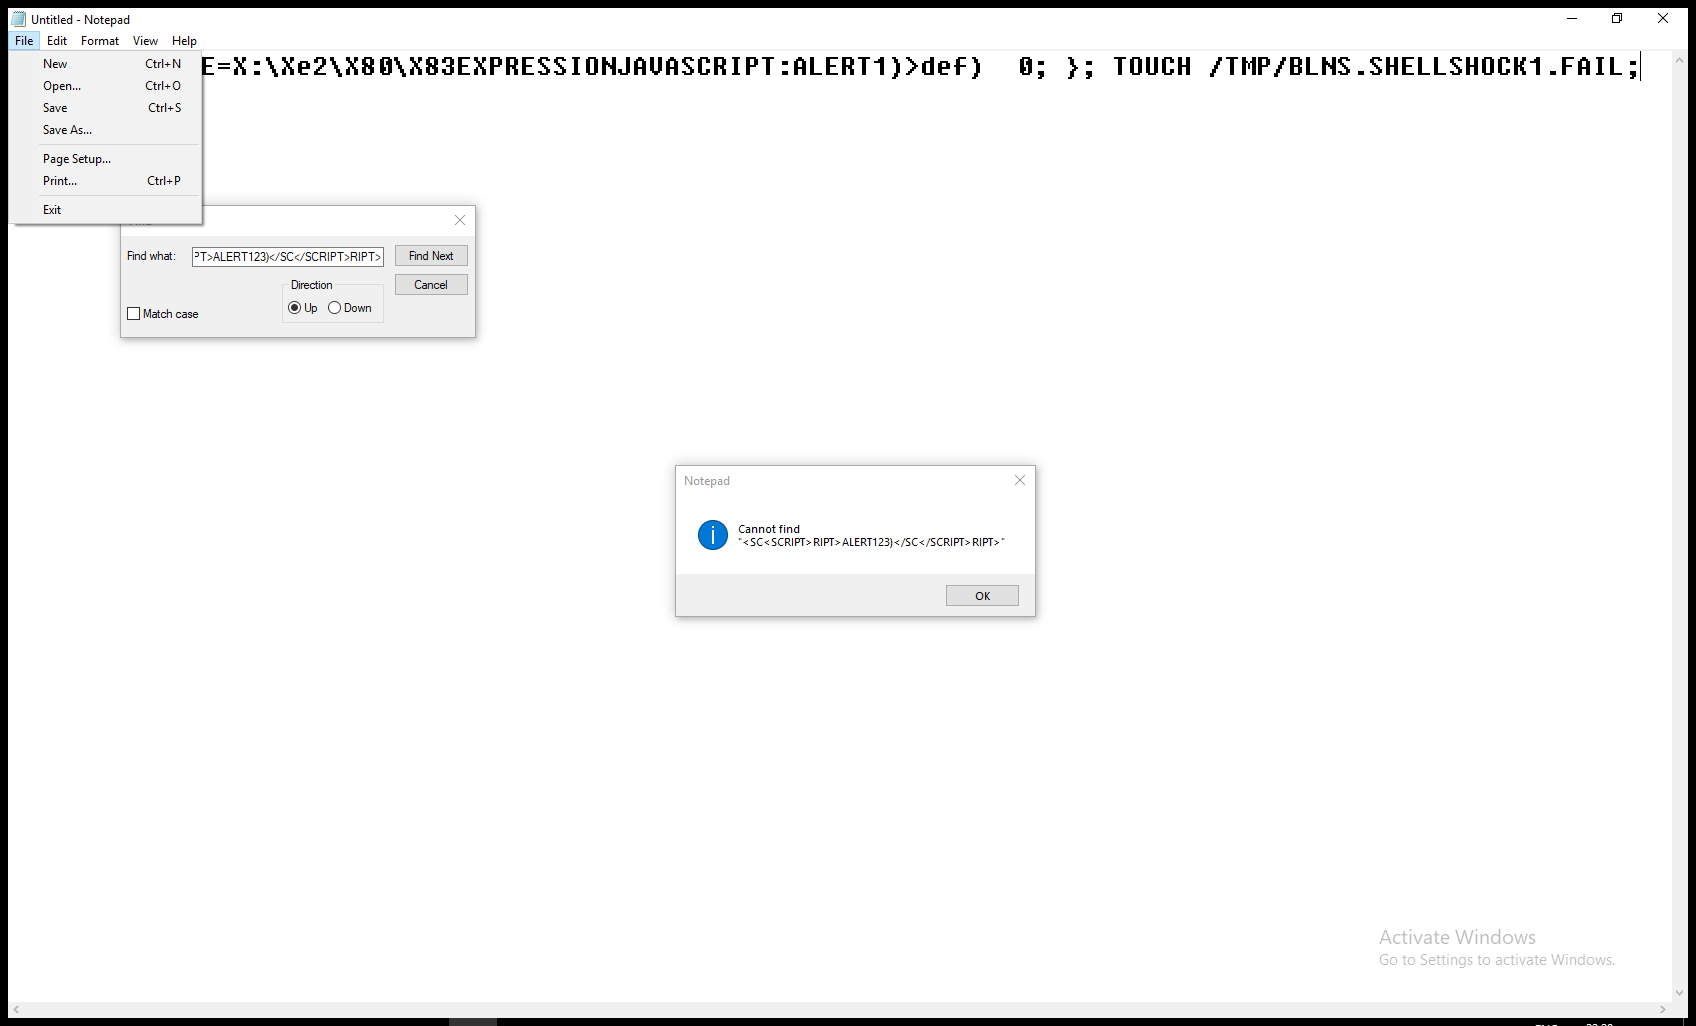 Untitled - Notepad
File Edit Format View Help
E=X:\Xe2\X80\X83EXPRESSIONJAVASCRIPT:ALERT1)>def)  0; }; TOUCH /TMP/BLNS.SHELLSHOCK1.FAIL;
New Ctrl+N
Open... Ctrl+O
Save Ctrl+S
Save As...
Page Setup...
Print... Ctrl+P
Exit
Find what: PT>ALERT123)</SC</SCRIPT>RIPT> Find Next
Direction Cancel
Up Down
Match case
Notepad
Cannot find
"<SC<SCRIPT>RIPT>ALERT123)</SC</SCRIPT>RIPT>"
OK
Activate Windows
Go to Settings to activate Windows.